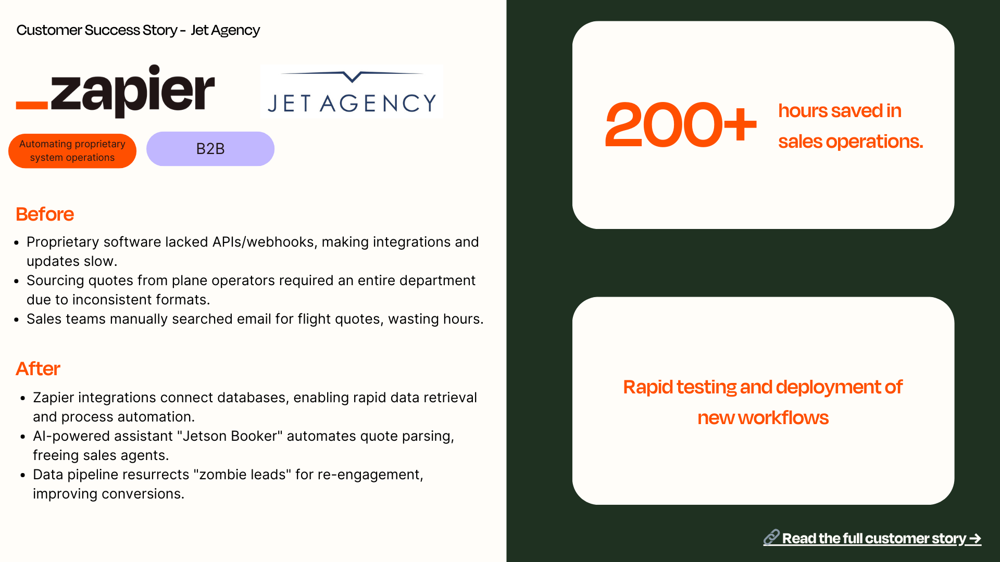 Customer Success Story - Jet Agency
zapier
JET AGENCY
Automating proprietary
system operations
B2B
Before
• Proprietary software lacked APIs/webhooks, making integrations and
updates slow.
• Sourcing quotes from plane operators required an entire department
due to inconsistent formats.
• Sales teams manually searched email for flight quotes, wasting hours.
After
• Zapier integrations connect databases, enabling rapid data retrieval
and process automation.
• AI-powered assistant "Jetson Booker" automates quote parsing,
freeing sales agents.
• Data pipeline resurrects "zombie leads" for re-engagement,
improving conversions.
200+
hours saved in
sales operations.
Rapid testing and deployment of
new workflows
🔗 Read the full customer story →